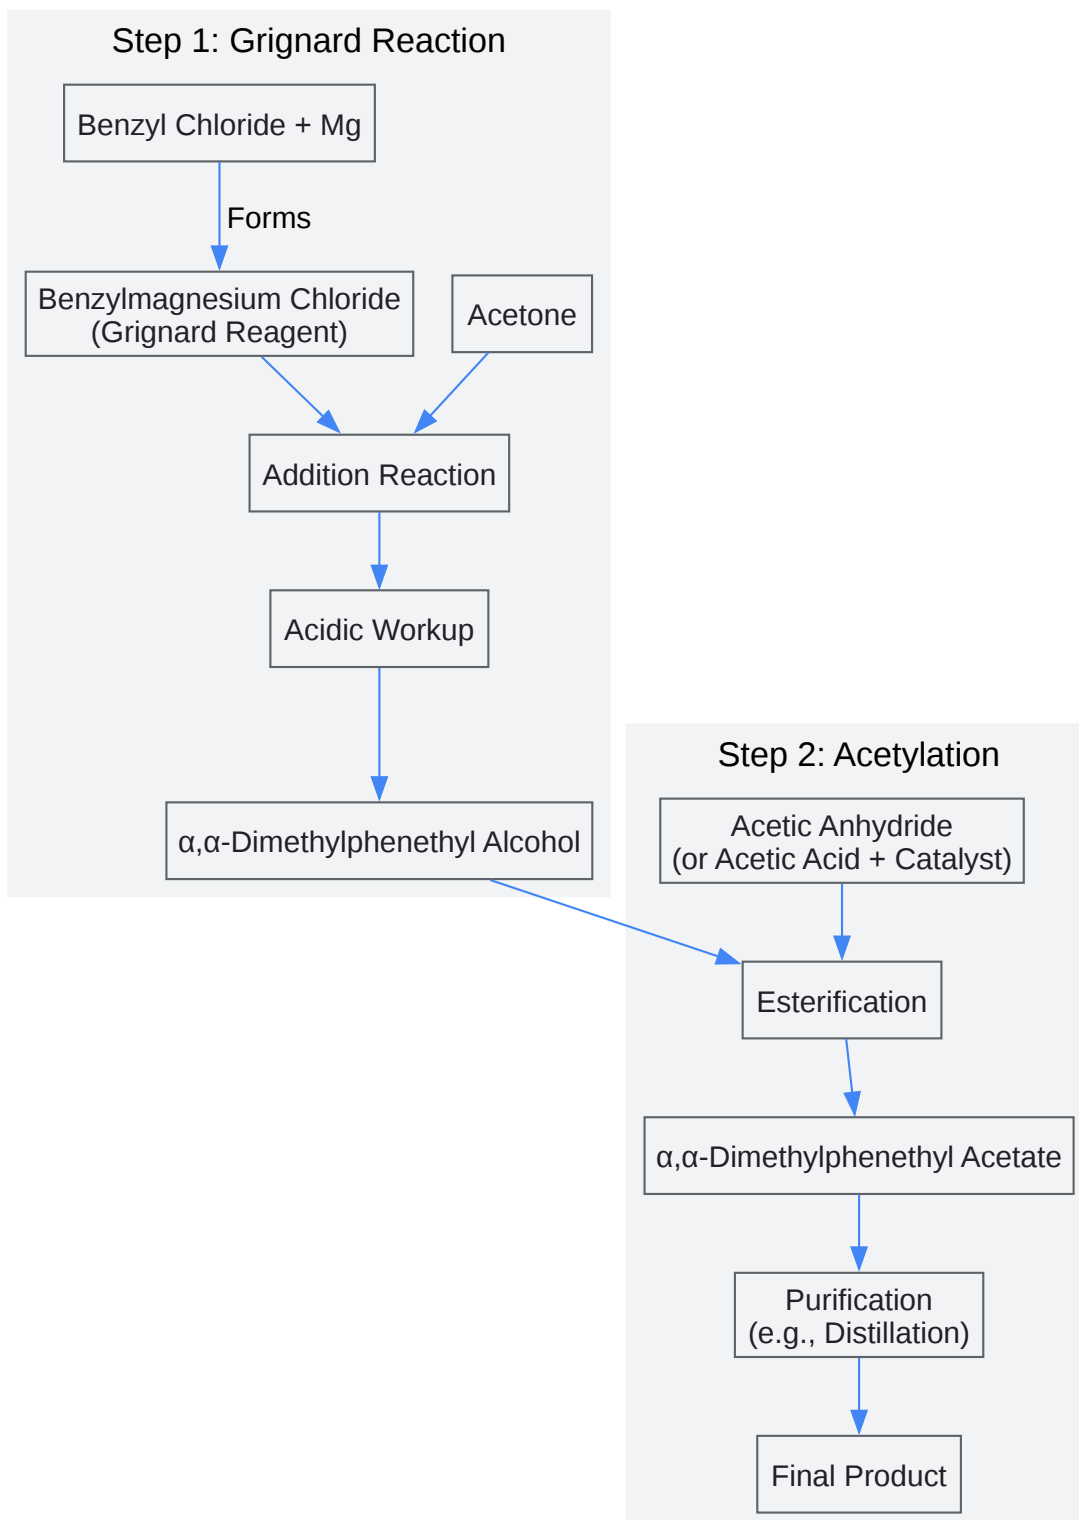 Step 1: Grignard Reaction
Benzyl Chloride + Mg
Forms
Benzylmagnesium Chloride
(Grignard Reagent)
Acetone
Addition Reaction
Acidic Workup
α,α-Dimethylphenethyl Alcohol
Step 2: Acetylation
Acetic Anhydride
(or Acetic Acid + Catalyst)
Esterification
α,α-Dimethylphenethyl Acetate
Purification
(e.g., Distillation)
Final Product